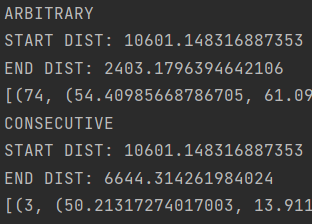 ARBITRARY
START DIST: 10601.148316887353
END DIST: 2403.1796394642106
[(74, (54.40985668786705, 61.09
CONSECUTIVE
START DIST: 10601.148316887353
END DIST: 6644.314261984024
[(3, (50.21317274017003, 13.911